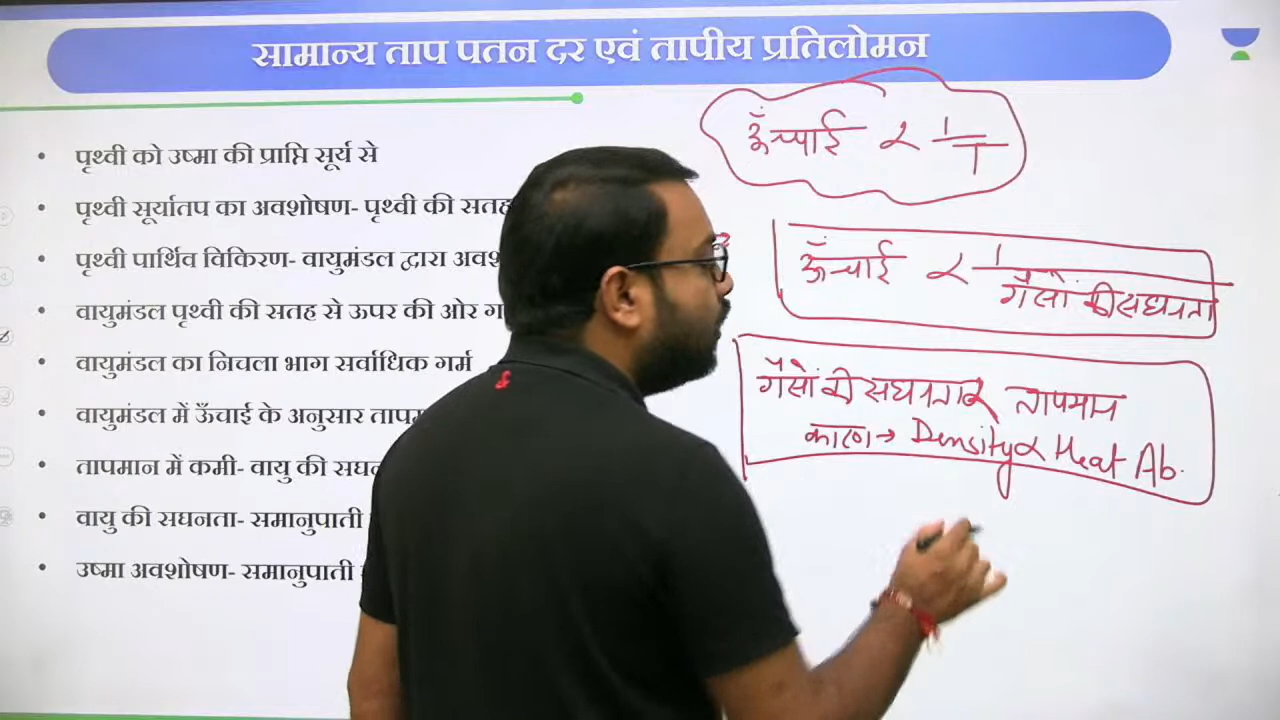 सामान्य ताप पतन दर एवं तापीय प्रतिलोमन
• पृथ्वी को उष्मा की प्राप्ति सूर्य से
• पृथ्वी सूर्यातप का अवशोषण- पृथ्वी की सतह
• पृथ्वी पार्थिव विकिरण- वायुमंडल द्वारा
• वायुमंडल पृथ्वी की सतह से ऊपर की ओर
• वायुमंडल का निचला भाग सर्वाधिक गर्म
• वायुमंडल में ऊँचाई के अनुसार
• तापमान में कमी- वायु की
• वायु की सघनता- समानुपाती
• उष्मा अवशोषण- समानुपाती
ऊँचाई ∝ 1/T
ऊँचाई ∝ 1/गैसों की सघनता
गैसों की सघनता ∝ तापमान
कारण → Density ∝ Heat Ab.